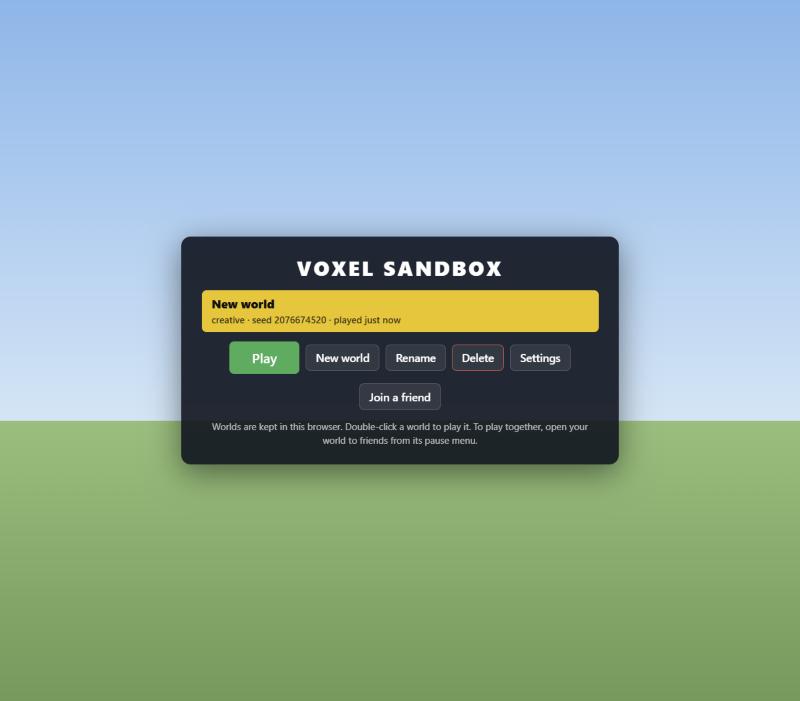 VOXEL SANDBOX
New world
creative · seed 2076674520 · played just now
Play
New world
Rename
Delete
Settings
Join a friend
Worlds are kept in this browser. Double-click a world to play it. To play together, open your
world to friends from its pause menu.